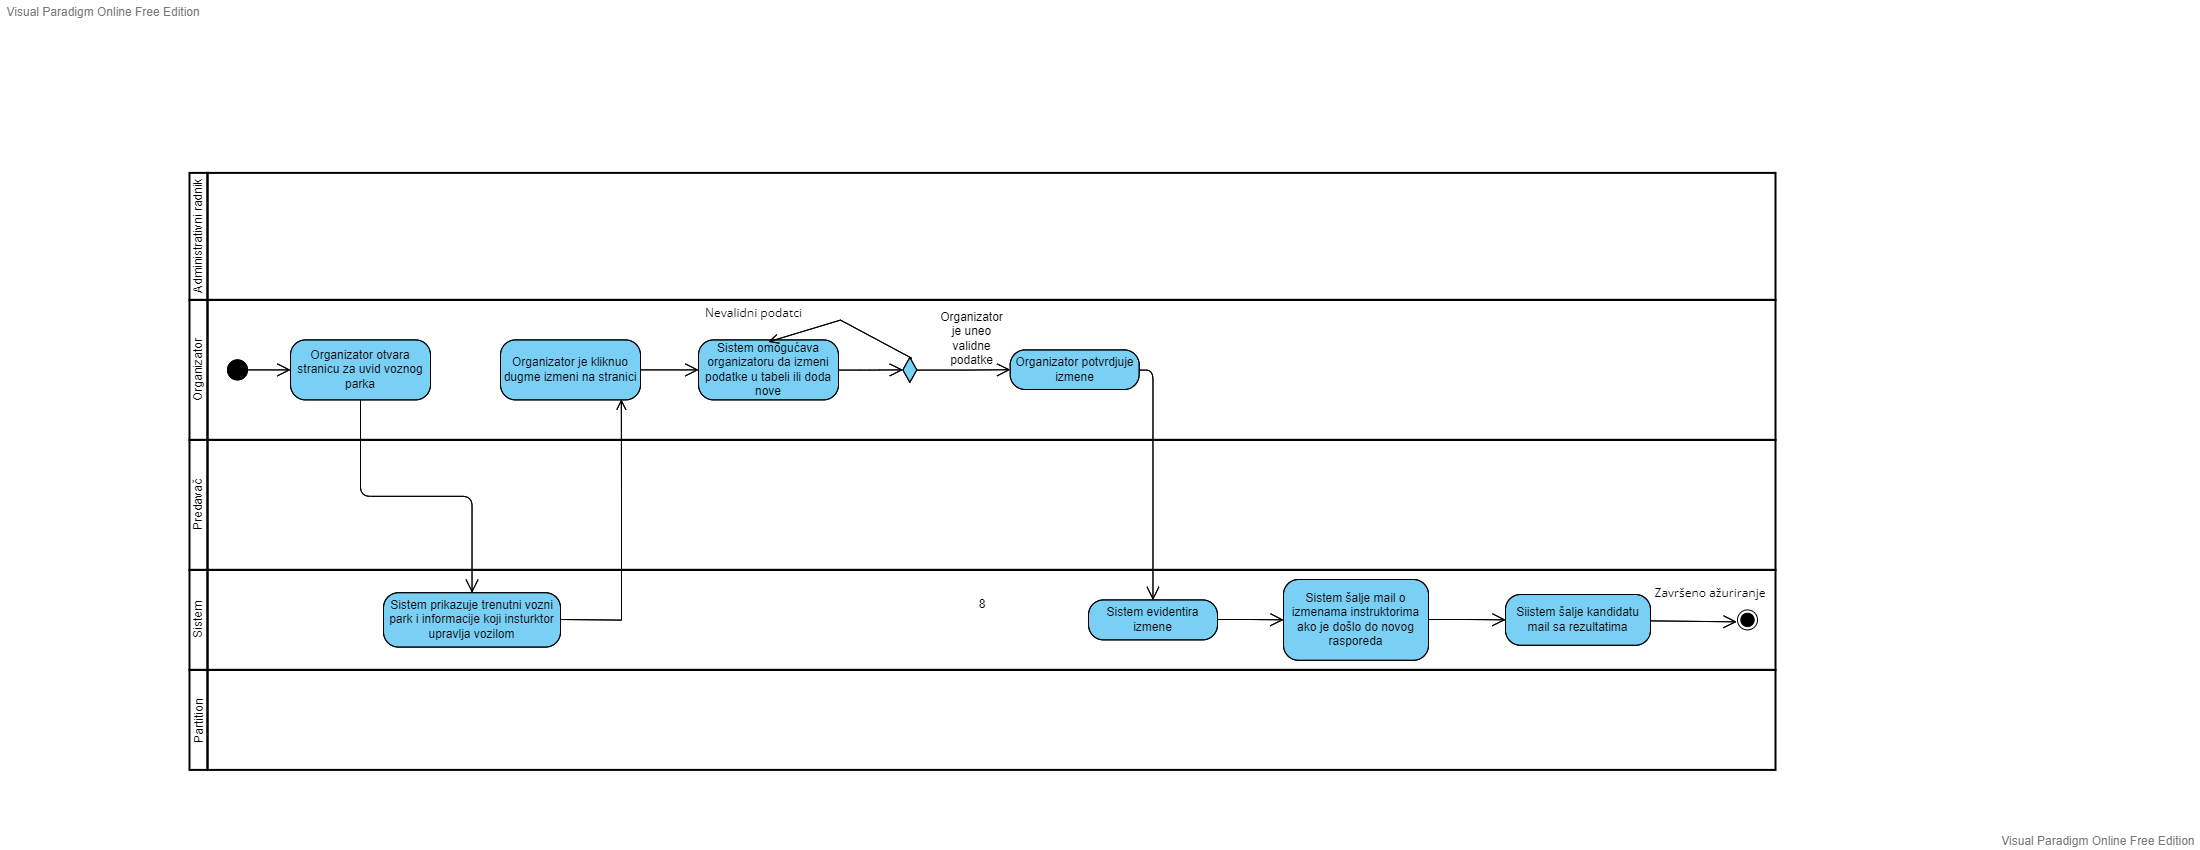 Visual Paradigm Online Free Edition
Administrativni radnik
Organizator
Organizator otvara
stranicu za uvid voznog
parka
Organizator je kliknuo
dugme izmeni na stranici
Nevalidni podatci
Sistem omogućava
organizatoru da izmeni
podatke u tabeli ili doda
nove
Organizator
je uneo
validne
podatke
Organizator potvrdjuje
izmene
Predavač
Sistem
Sistem prikazuje trenutni vozni
park i informacije koji insturktor
upravlja vozilom
8
Sistem evidentira
izmene
Sistem šalje mail o
izmenama instruktorima
ako je došlo do novog
rasporeda
Siistem šalje kandidatu
mail sa rezultatima
Završeno ažuriranje
Partition
Visual Paradigm Online Free Edition